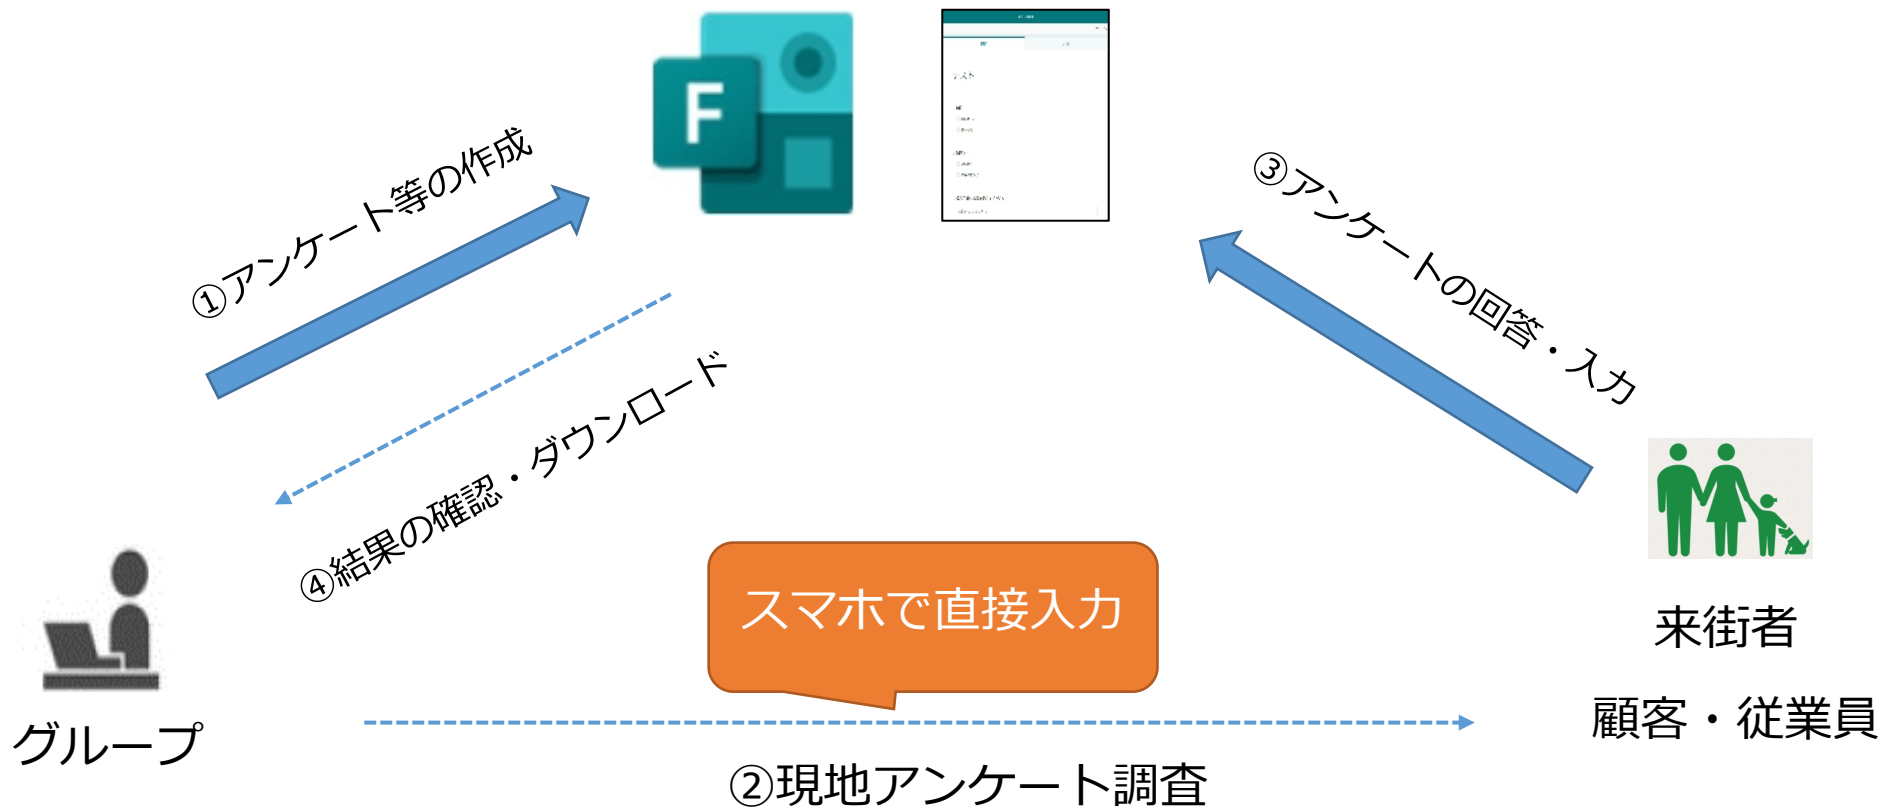 F
テスト
①アンケート等の作成
③アンケートの回答・入力
④結果の確認・ダウンロード
スマホで直接入力
グループ
来街者
顧客・従業員
②現地アンケート調査